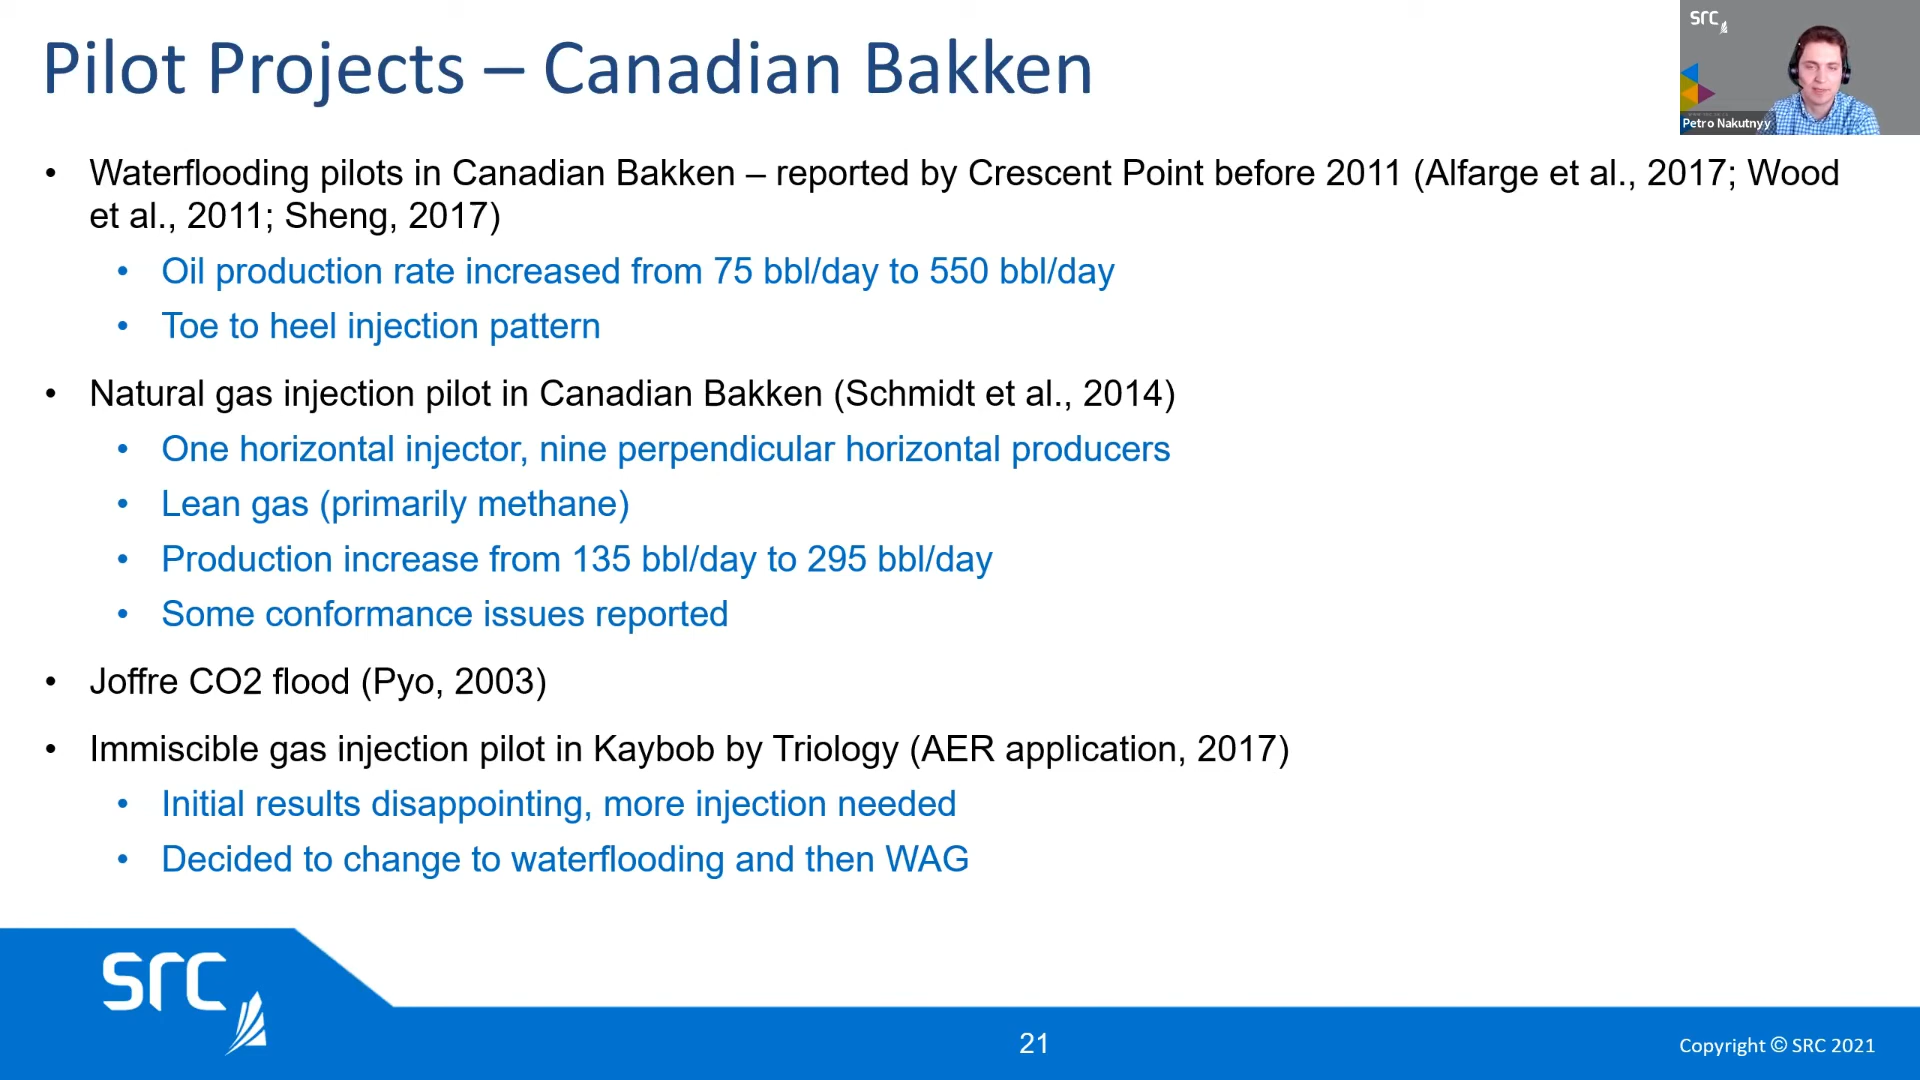 Pilot Projects – Canadian Bakken
src
Petro Nakutnyy
• Waterflooding pilots in Canadian Bakken – reported by Crescent Point before 2011 (Alfarge et al., 2017; Wood
et al., 2011; Sheng, 2017)
• Oil production rate increased from 75 bbl/day to 550 bbl/day
• Toe to heel injection pattern
• Natural gas injection pilot in Canadian Bakken (Schmidt et al., 2014)
• One horizontal injector, nine perpendicular horizontal producers
• Lean gas (primarily methane)
• Production increase from 135 bbl/day to 295 bbl/day
• Some conformance issues reported
• Joffre CO2 flood (Pyo, 2003)
• Immiscible gas injection pilot in Kaybob by Triology (AER application, 2017)
• Initial results disappointing, more injection needed
• Decided to change to waterflooding and then WAG
src
21
Copyright © SRC 2021